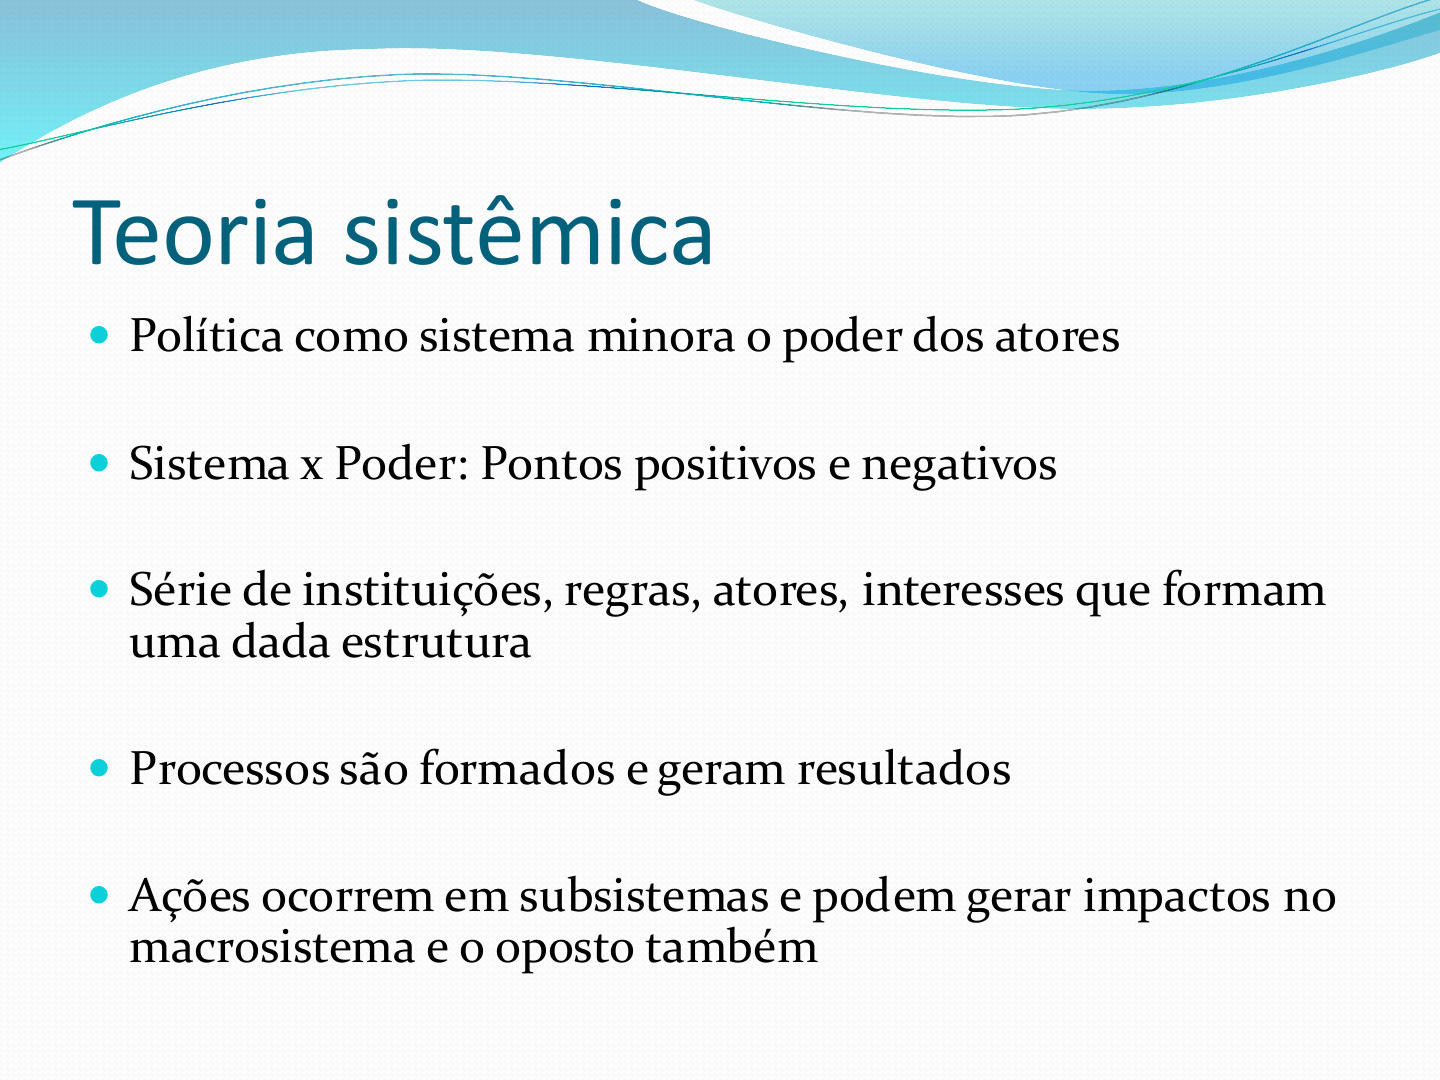 Teoria sistêmica
• Política como sistema minora o poder dos atores
• Sistema x Poder: Pontos positivos e negativos
• Série de instituições, regras, atores, interesses que formam
uma dada estrutura
• Processos são formados e geram resultados
• Ações ocorrem em subsistemas e podem gerar impactos no
macrosistema e o oposto também